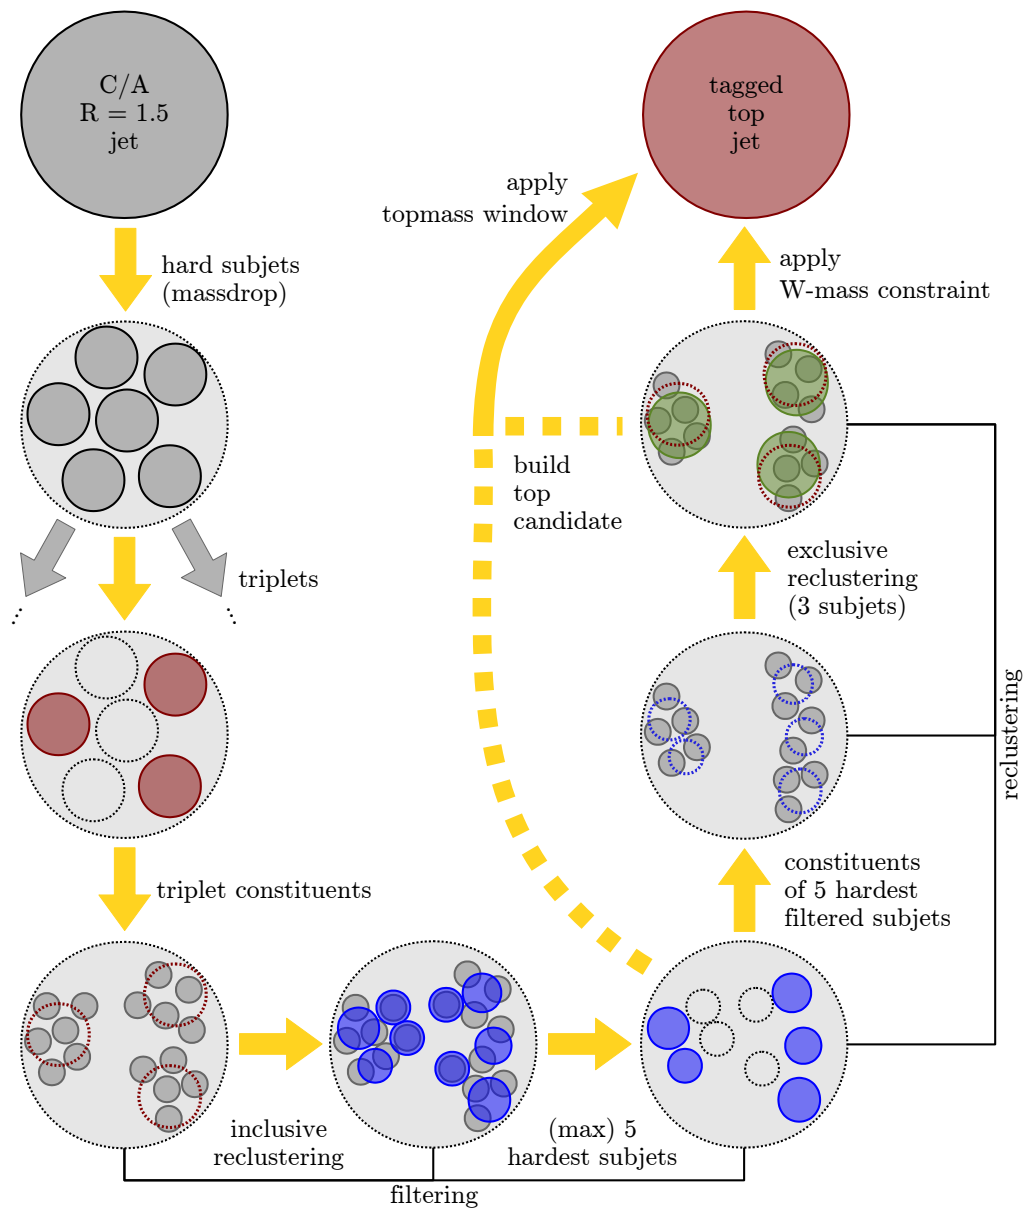 C/A
R = 1.5
jet
tagged
top
jet
apply
topmass window
hard subjets
(massdrop)
apply
W-mass constraint
build
top
candidate
exclusive
reclustering
(3 subjets)
triplets
reclustering
triplet constituents
constituents
of 5 hardest
filtered subjets
inclusive
reclustering
(max) 5
hardest subjets
filtering